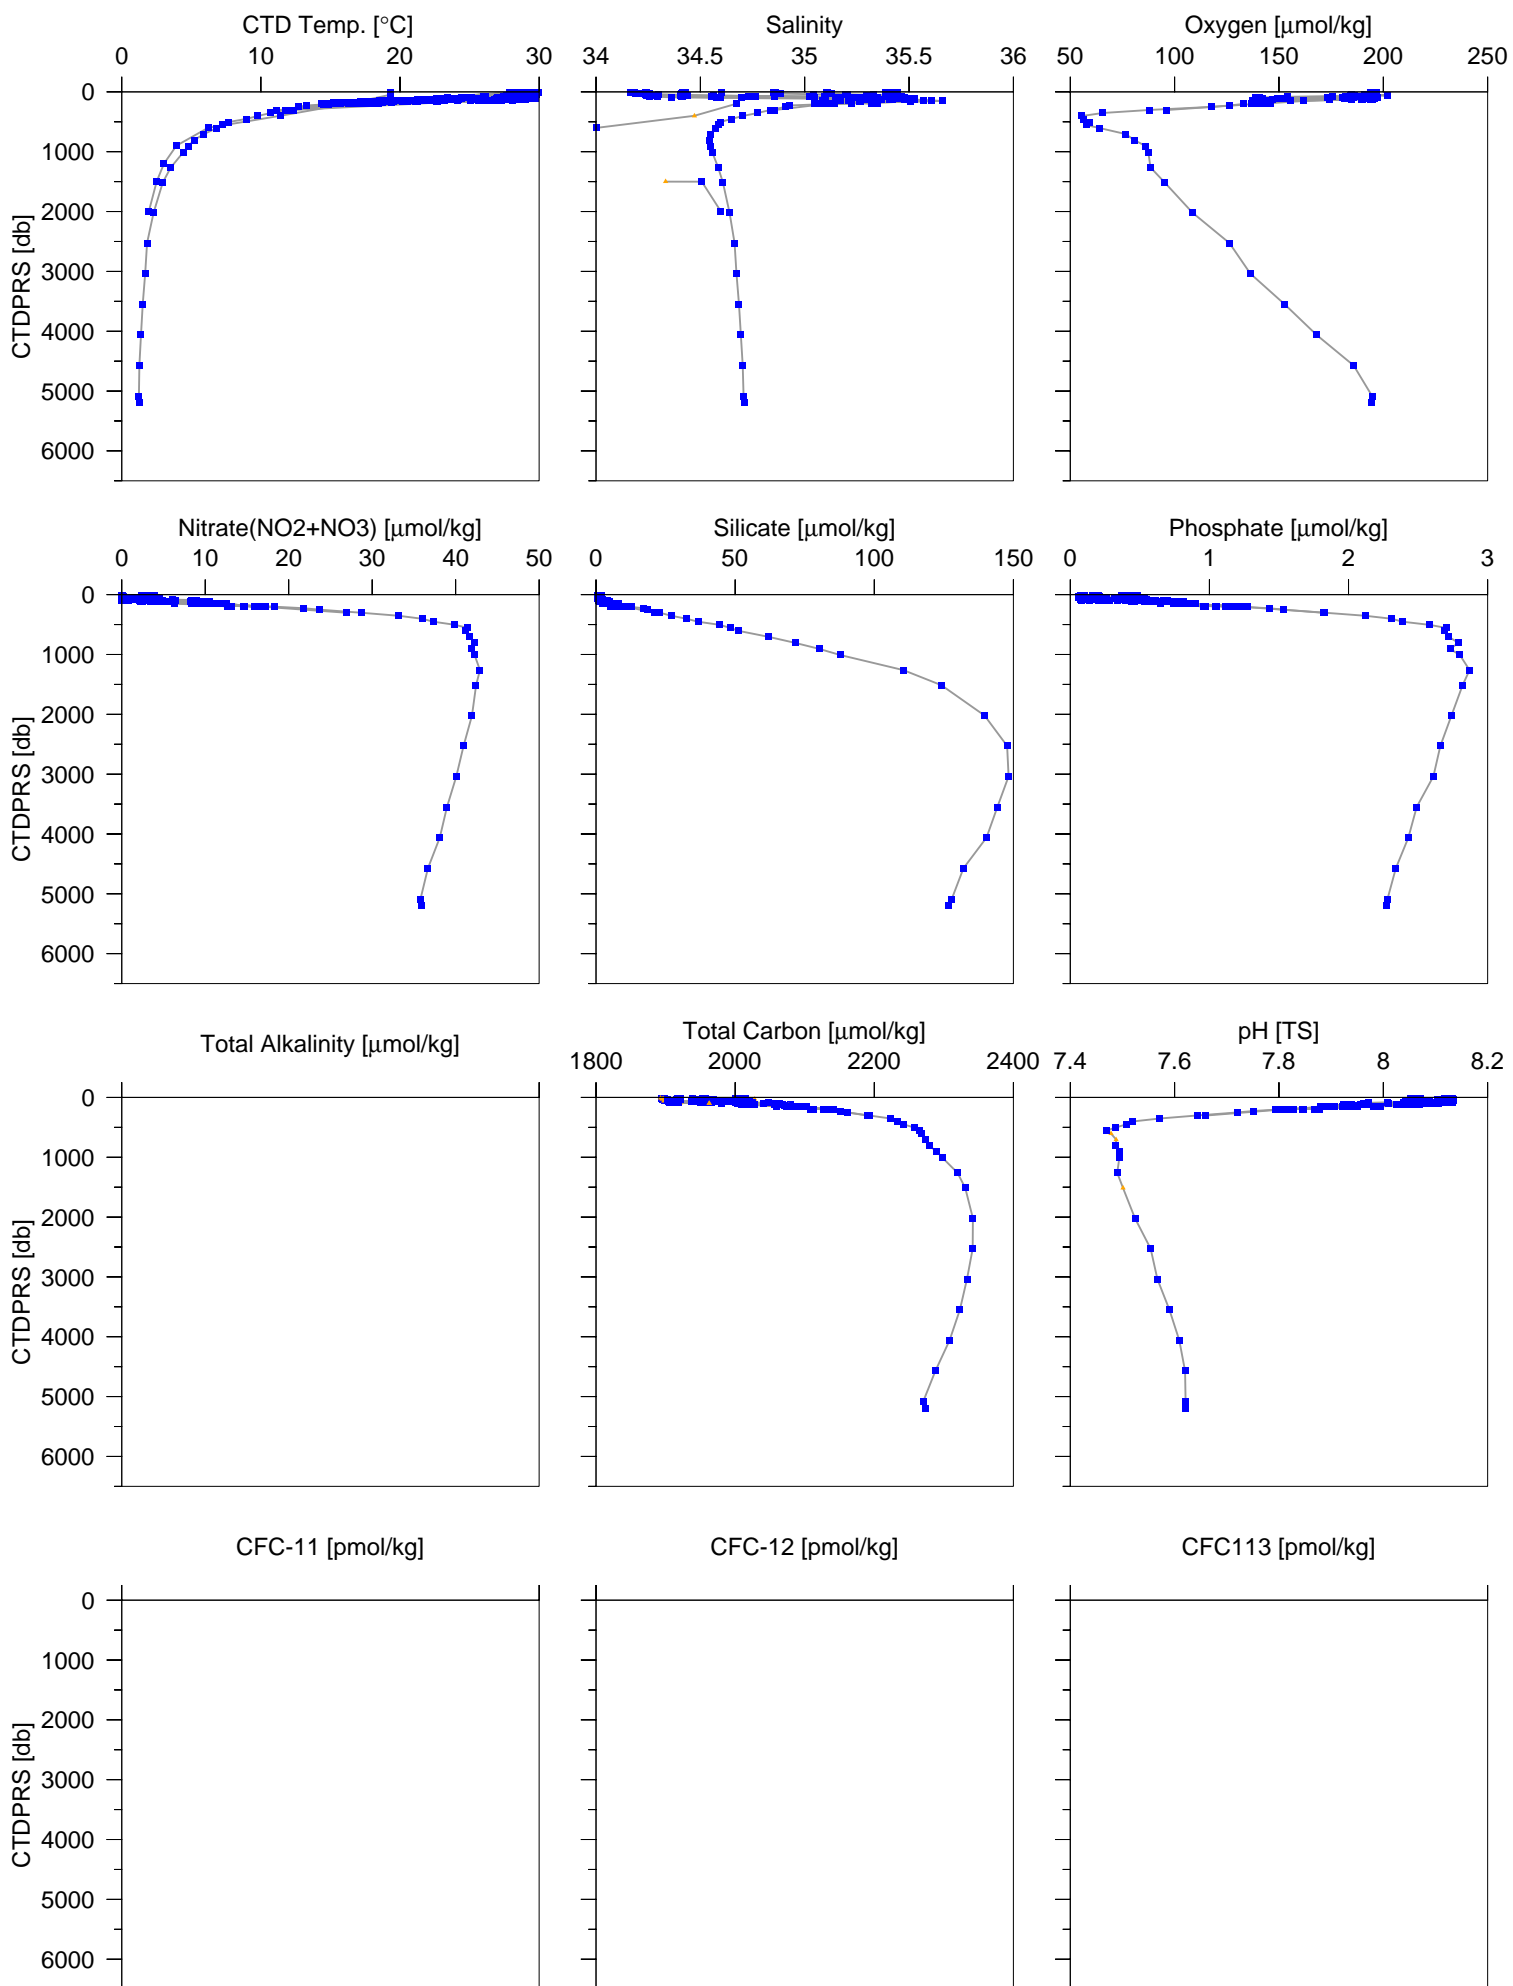 CTD Temp. [°C] Salinity Oxygen [μmol/kg]
0 10 20 30 34 34.5 35 35.5 36 50 100 150 200 250
0
1000
2000
3000
4000
5000
6000
CTDPRS [db]
Nitrate(NO2+NO3) [μmol/kg] Silicate [μmol/kg] Phosphate [μmol/kg]
0 10 20 30 40 50 0 50 100 150 0 1 2 3
0
1000
2000
3000
4000
5000
6000
CTDPRS [db]
Total Alkalinity [μmol/kg] Total Carbon [μmol/kg] pH [TS]
1800 2000 2200 2400 7.4 7.6 7.8 8 8.2
0
1000
2000
3000
4000
5000
6000
CTDPRS [db]
CFC-11 [pmol/kg] CFC-12 [pmol/kg] CFC113 [pmol/kg]
0
1000
2000
3000
4000
5000
6000
CTDPRS [db]